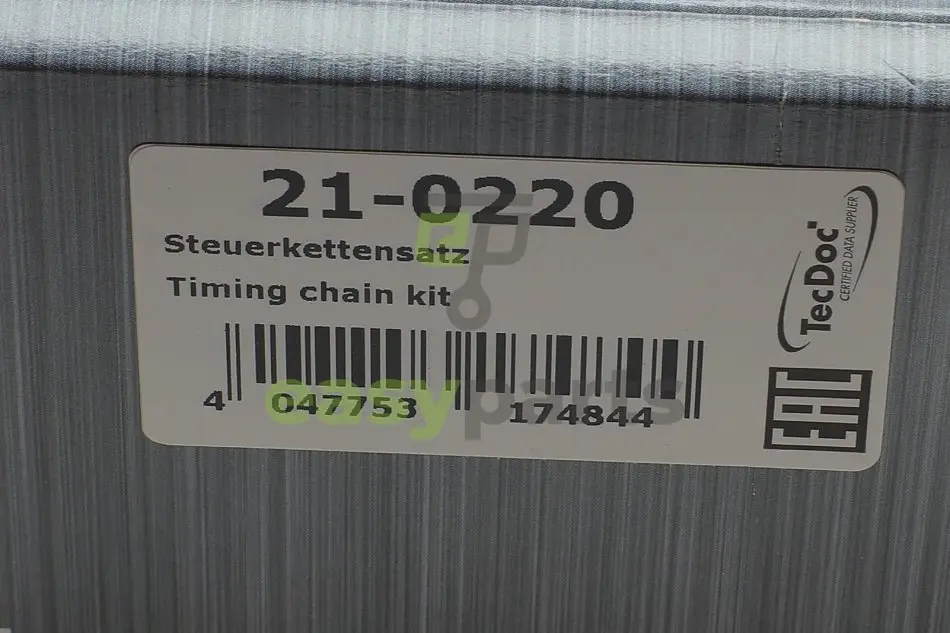 21-0220
Steuerkettensatz
Timing chain kit
4 047753 174844
TecDoc
CERTIFIED DATA SUPPLIER
EAC
easyparts